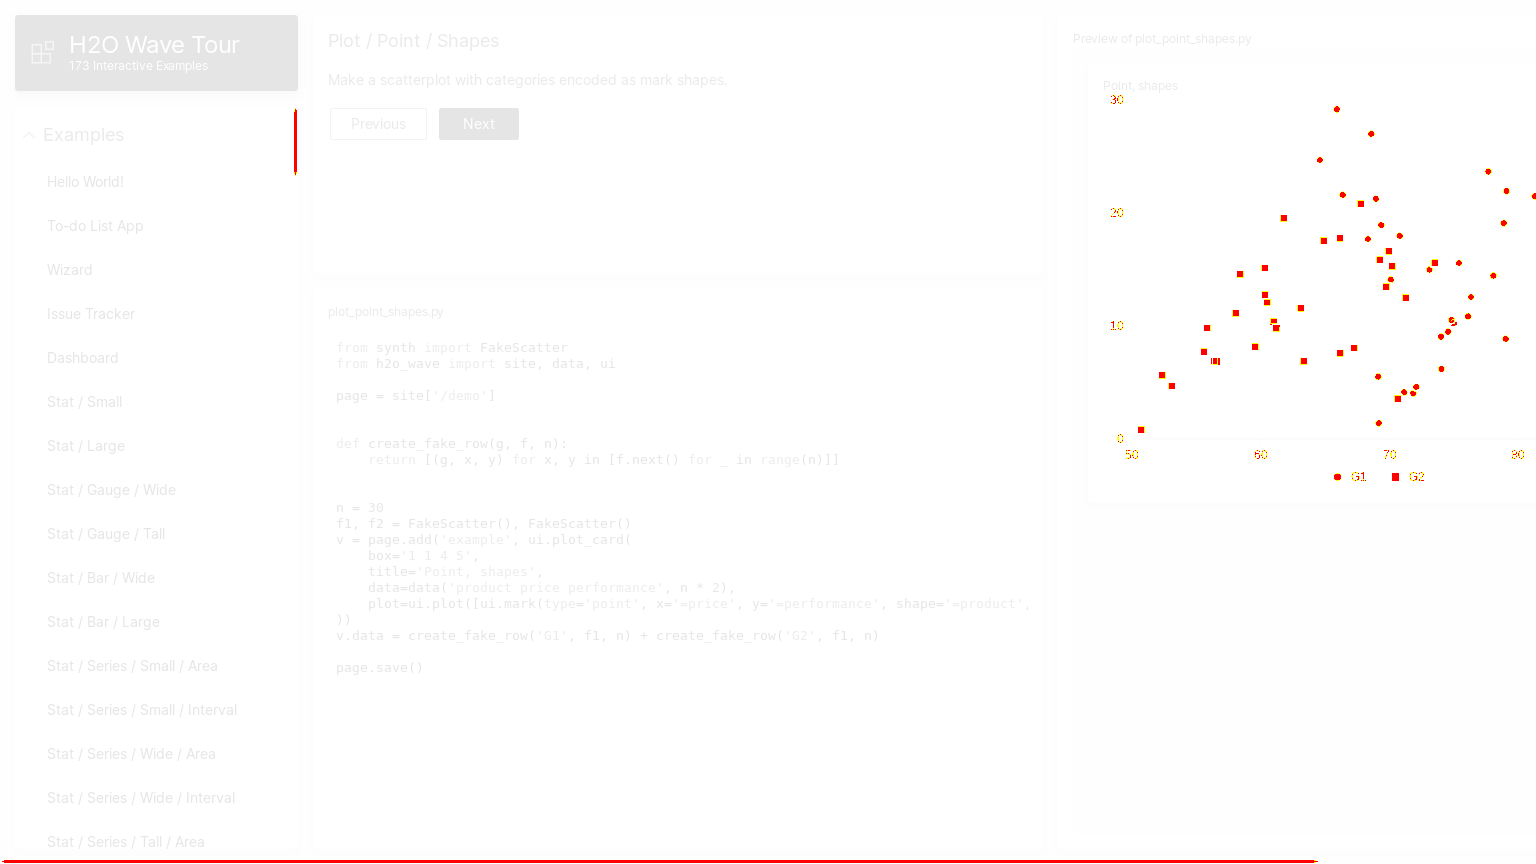 H2O Wave Tour
173 Interactive Examples
Examples
Hello World!
To-do List App
Wizard
Issue Tracker
Dashboard
Stat / Small
Stat / Large
Stat / Gauge / Wide
Stat / Gauge / Tall
Stat / Bar / Wide
Stat / Bar / Large
Stat / Series / Small / Area
Stat / Series / Small / Interval
Stat / Series / Wide / Area
Stat / Series / Wide / Interval
Stat / Series / Tall / Area
Plot / Point / Shapes
Make a scatterplot with categories encoded as mark shapes.
Previous Next
plot_point_shapes.py
from synth import FakeScatter
from h2o_wave import site, data, ui
page = site['/demo']
def create_fake_row(g, f, n):
    return [(g, x, y) for x, y in [f.next() for _ in range(n)]]
n = 30
f1, f2 = FakeScatter(), FakeScatter()
v = page.add('example', ui.plot_card(
    box='1 1 4 5',
    title='Point, shapes',
    data=data('product price performance', n * 2),
    plot=ui.plot([ui.mark(type='point', x='=price', y='=performance', shape='=product',
))
v.data = create_fake_row('G1', f1, n) + create_fake_row('G2', f1, n)
page.save()
Preview of plot_point_shapes.py
Point, shapes
30
20
10
0
50 60 70 80
G1 G2